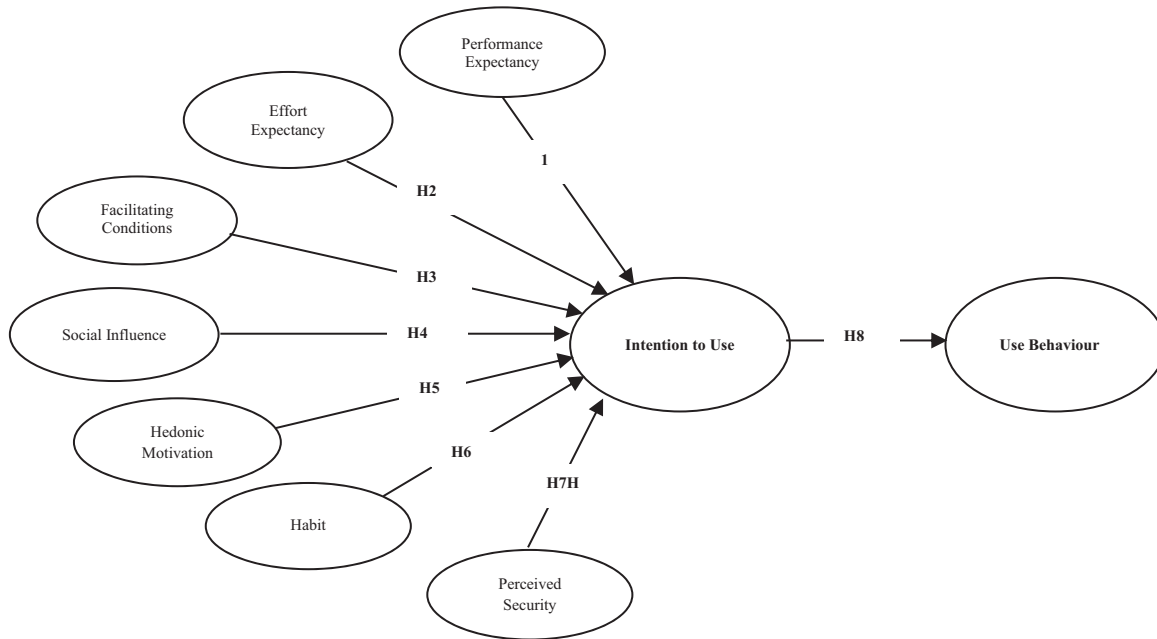 Performance
Expectancy
Effort
Expectancy
1
H2
Facilitating
Conditions
H3
Social Influence
H4
Intention to Use
H8
Use Behaviour
H5
Hedonic
Motivation
H6
H7H
Habit
Perceived
Security